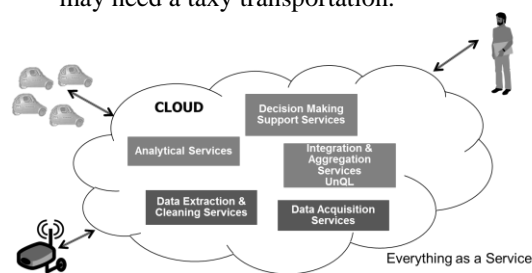 may need a taxy transportation.
CLOUD
Decision Making
Support Services
Analytical Services
Integration &
Aggregation
Services
UnQL
Data Extraction &
Cleaning Services
Data Acquisition
Services
Everything as a Service